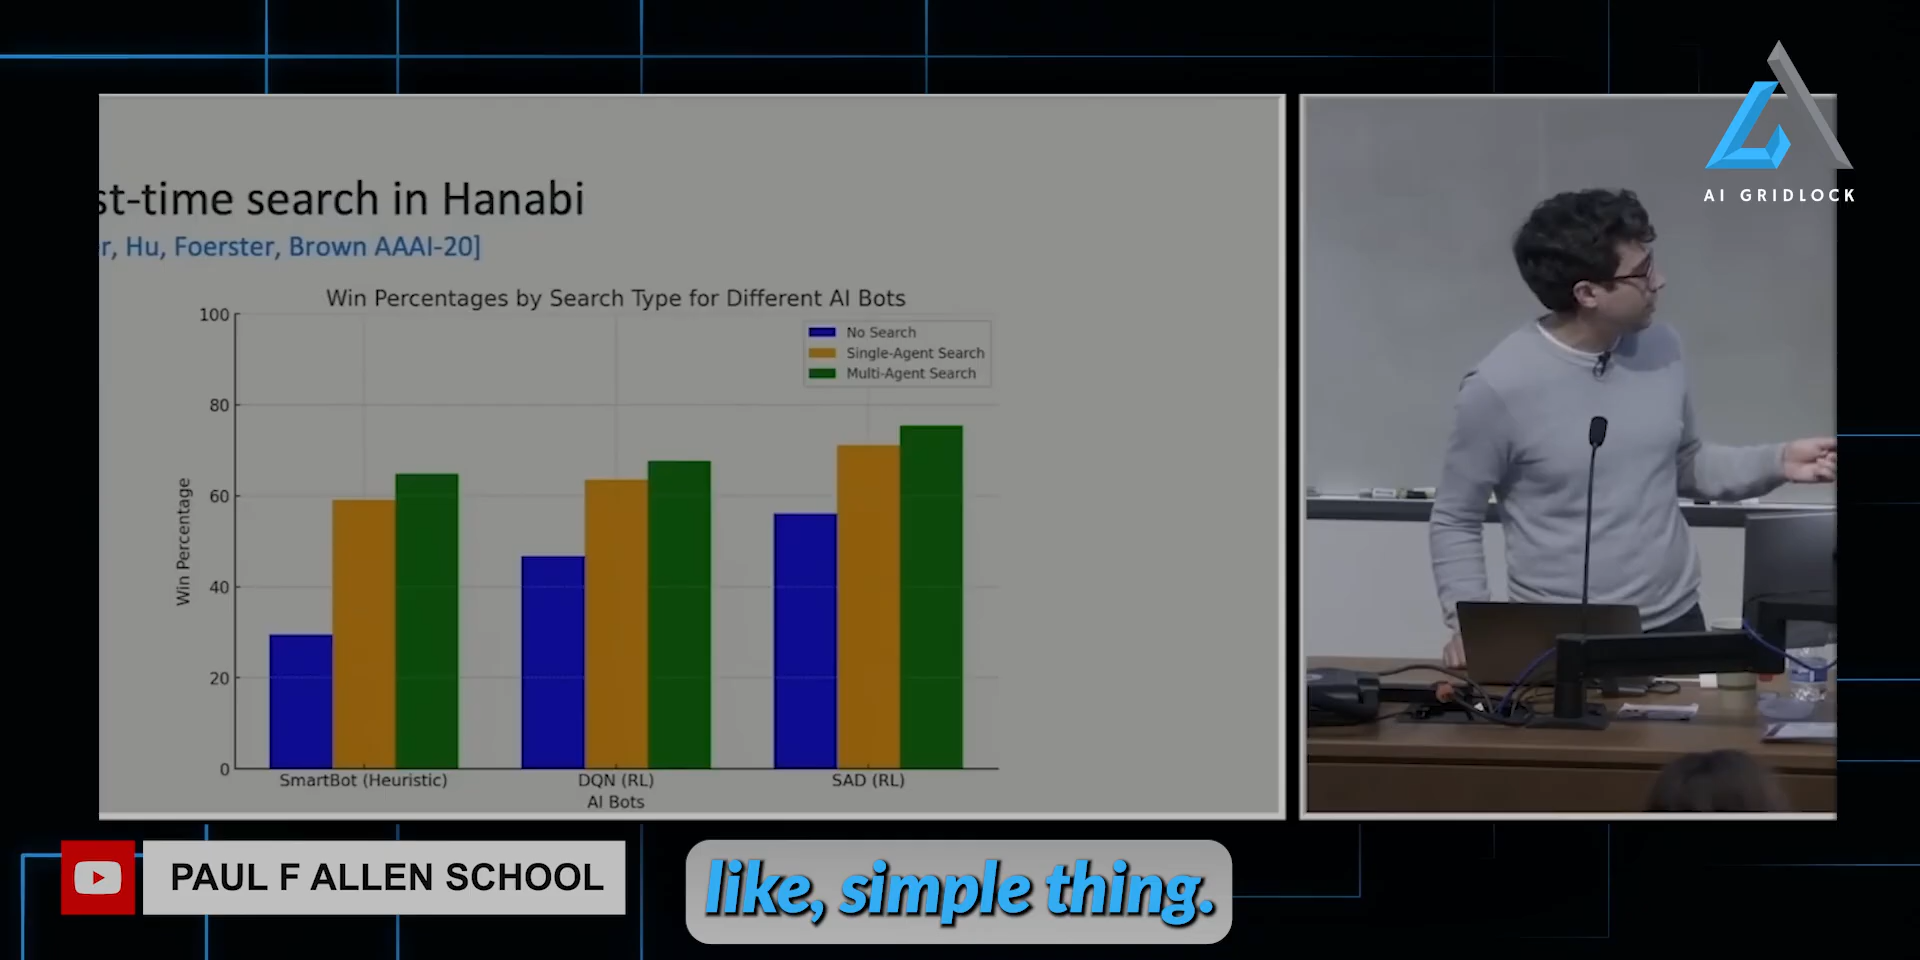 AI GRIDLOCK
st-time search in Hanabi
r, Hu, Foerster, Brown AAAI-20]
Win Percentages by Search Type for Different AI Bots
No Search
Single-Agent Search
Multi-Agent Search
Win Percentage
100
80
60
40
20
0
SmartBot (Heuristic)
DQN (RL)
SAD (RL)
AI Bots
PAUL F ALLEN SCHOOL
like, simple thing.